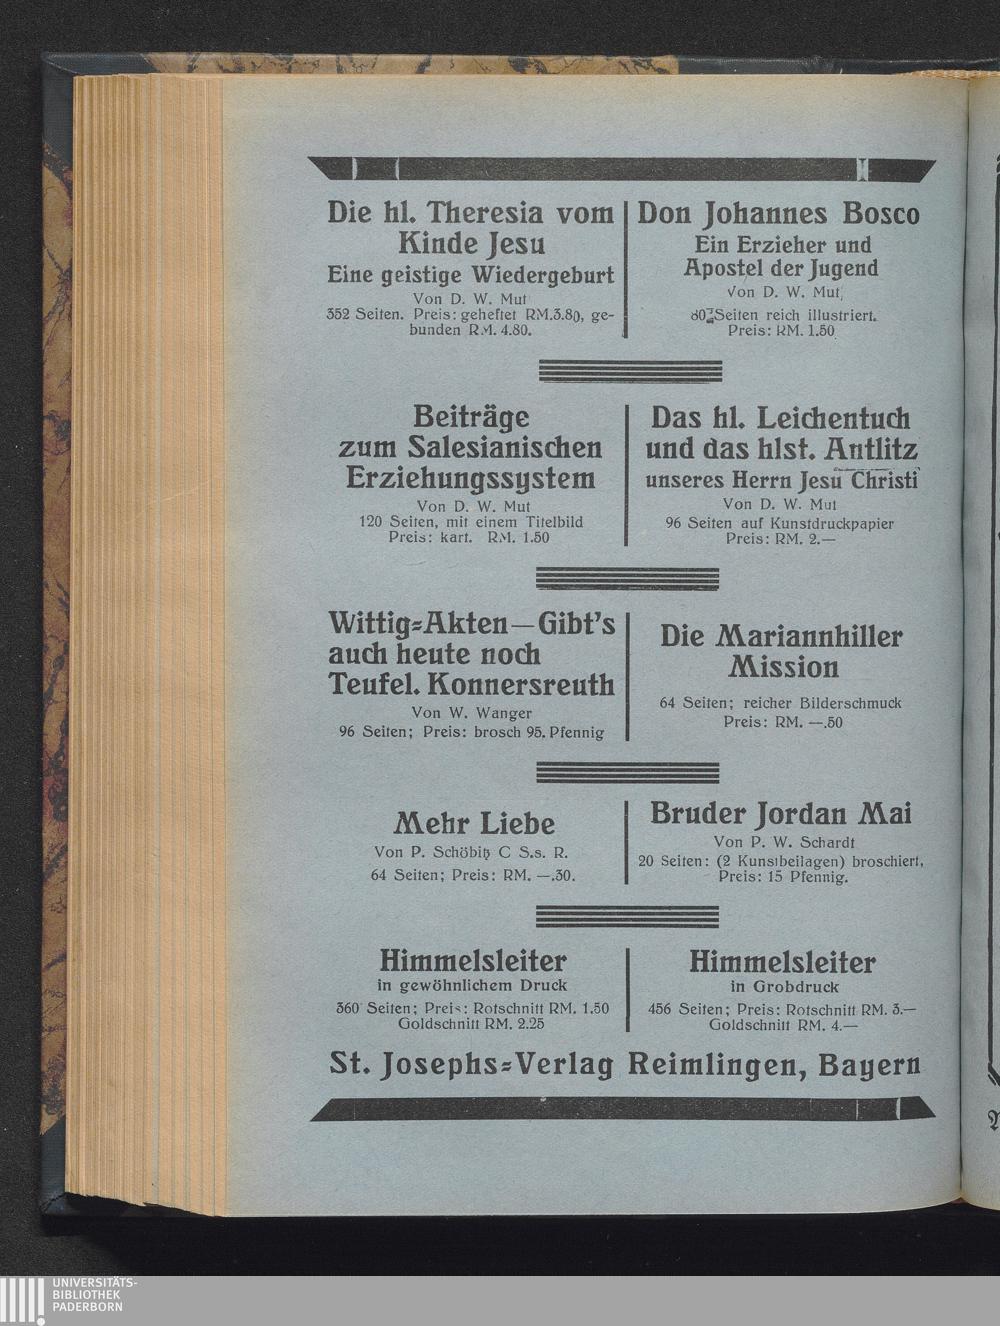 Die hl. Theresia vom
Kinde Jesu
Eine geistige Wiedergeburt
Von D. W. Mut
352 Seiten. Preis: geheftet RM.3.80, ge-
bunden RM. 4.80.
Don Johannes Bosco
Ein Erzieher und
Apostel der Jugend
Von D. W. Mut,
80 Seiten reich illustriert.
Preis: RM. 1.50
Beiträge
zum Salesianischen
Erziehungssystem
Von D. W. Mut
120 Seiten, mit einem Titelbild
Preis: kart. RM. 1.50
Das hl. Leichentuch
und das hlst. Antlitz
unseres Herrn Jesu Christi
Von D. W. Mut
96 Seiten auf Kunstdruckpapier
Preis: RM. 2.—
Wittig=Akten—Gibt's
auch heute noch
Teufel. Konnersreuth
Von W. Wanger
96 Seiten; Preis: brosch 95. Pfennig
Die Mariannhiller
Mission
64 Seiten; reicher Bilderschmuck
Preis: RM. —.50
Mehr Liebe
Von P. Schöbitz C S.s. R.
64 Seiten; Preis: RM. —.30.
Bruder Jordan Mai
Von P. W. Schardt
20 Seiten: (2 Kunstbeilagen) broschiert,
Preis: 15 Pfennig.
Himmelsleiter
in gewöhnlichem Druck
360 Seiten; Preis: Rotschnitt RM. 1.50
Goldschnitt RM. 2.25
Himmelsleiter
in Grobdruck
456 Seiten; Preis: Rotschnitt RM. 3.—
Goldschnitt RM. 4.—
St. Josephs=Verlag Reimlingen, Bayern
UNIVERSITÄTS-
BIBLIOTHEK
PADERBORN